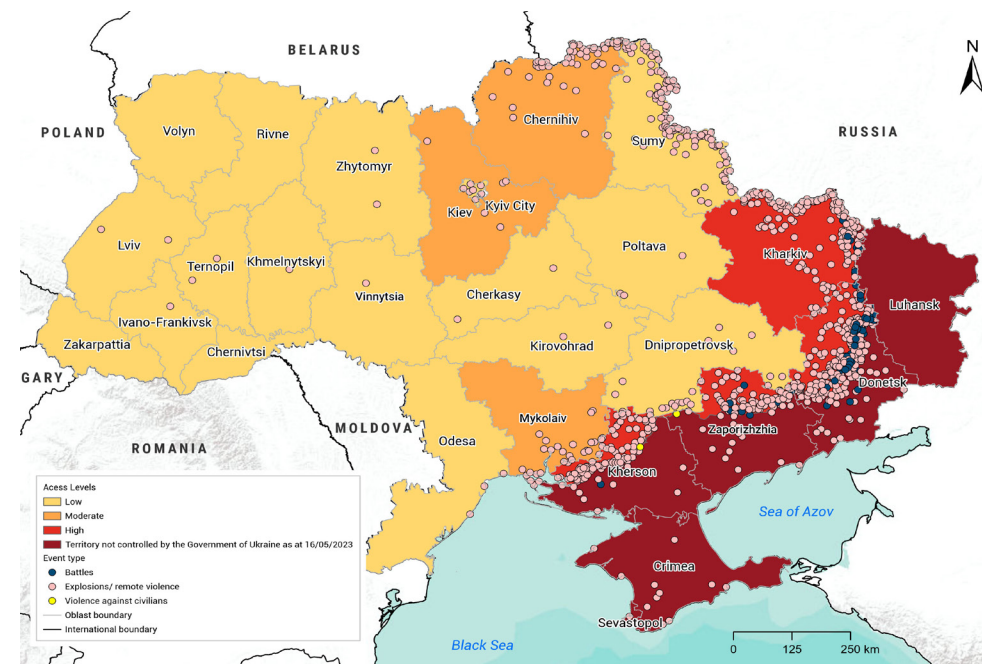 BELARUS
N
POLAND
RUSSIA
Volyn
Rivne
Zhytomyr
Chernihiv
Sumy
Kiev
Kyiv City
Lviv
Ternopil
Khmelnytskyi
Vinnytsia
Cherkasy
Poltava
Kharkiv
Luhansk
Ivano-Frankivsk
Zakarpattia
Chernivtsi
Kirovohrad
Dnipropetrovsk
Donetsk
GARY
ROMANIA
MOLDOVA
Odesa
Mykolaiv
Zaporizhzhia
Kherson
Sea of Azov
Crimea
Sevastopol
Black Sea
Acess Levels
Low
Moderate
High
Territory not controlled by the Government of Ukraine as at 16/05/2023
Event type
Battles
Explosions/ remote violence
Violence against civilians
Oblast boundary
International boundary
0 125 250 km